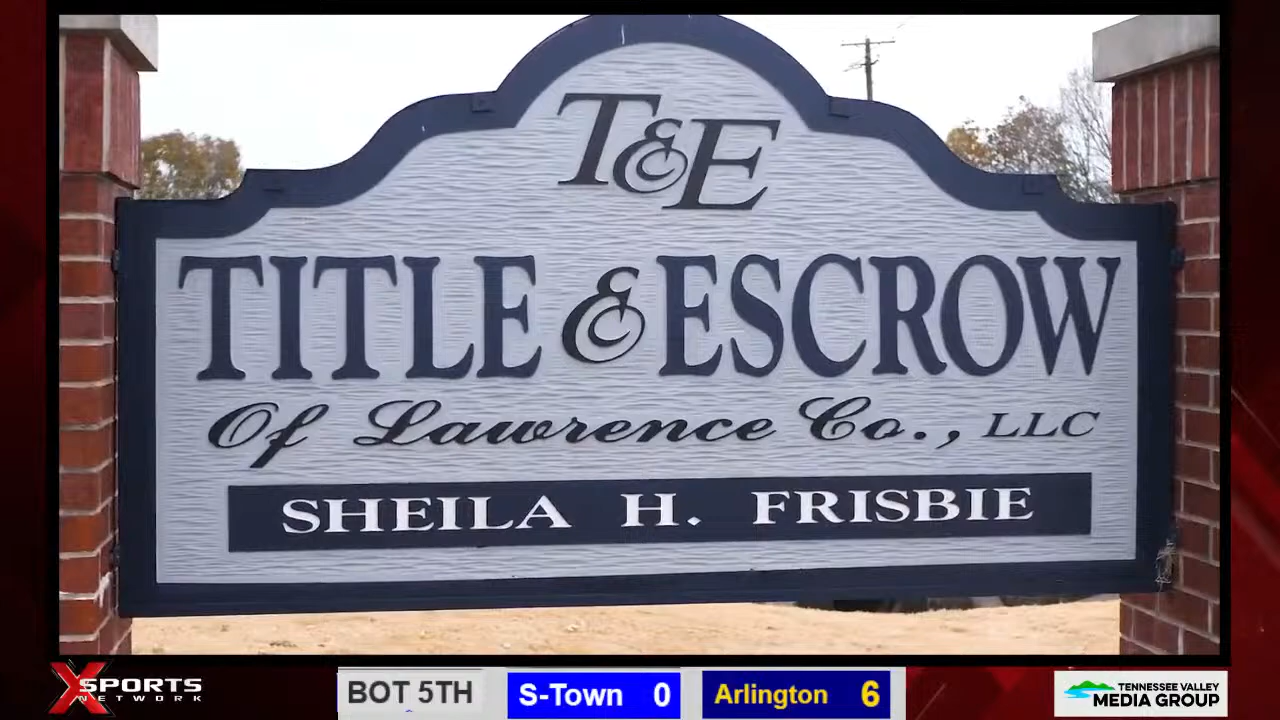 T&E
TITLE & ESCROW
Of Lawrence Co., LLC
SHEILA H. FRISBIE
XSPORTS
NETWORK
BOT 5TH
S-Town 0
Arlington 6
TENNESSEE VALLEY
MEDIA GROUP